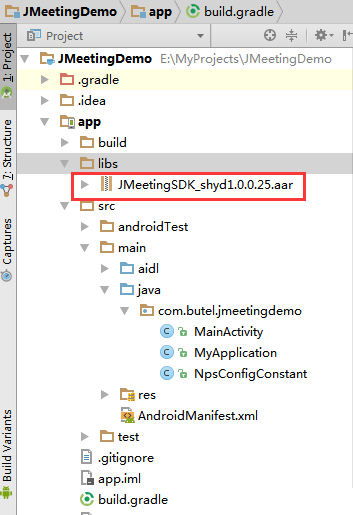 JMeetingDemo app build.gradle
Project
JMeetingDemo E:\MyProjects\JMeetingDemo
.gradle
.idea
app
build
libs
JMeetingSDK_shyd1.0.0.25.aar
src
androidTest
main
aidl
java
com.butel.jmeetingdemo
C MainActivity
C MyApplication
C NpsConfigConstant
res
AndroidManifest.xml
test
.gitignore
app.iml
build.gradle
1: Project
7: Structure
Captures
Build Variants